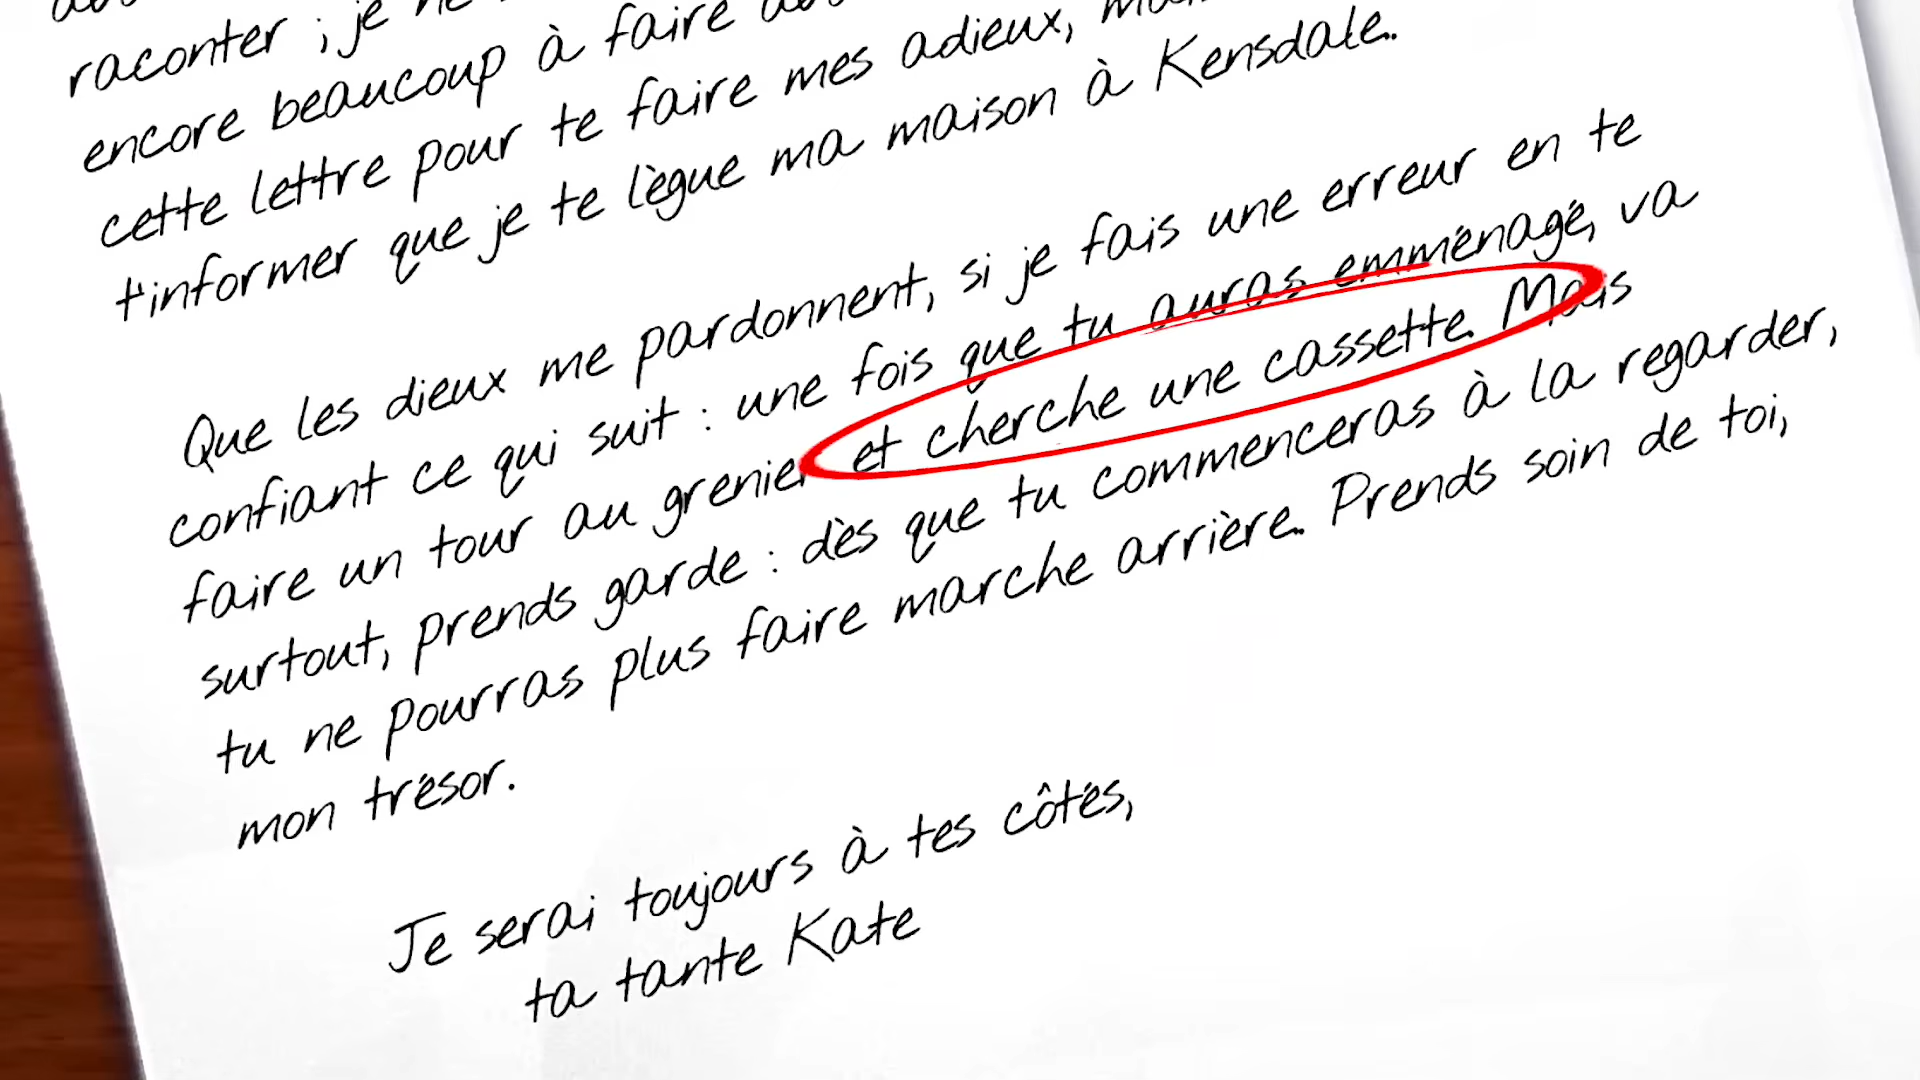 raconter ; je ne
encore beaucoup à faire
cette lettre pour te faire mes adieux,
t'informer que je te lègue ma maison à Kensdale.
Que les dieux me pardonnent, si je fais une erreur en te
confiant ce qui suit : une fois que tu auras emménagé, va
faire un tour au grenier et cherche une cassette. Mais
surtout, prends garde : dès que tu commenceras à la regarder,
tu ne pourras plus faire marche arrière. Prends soin de toi,
mon trésor.
Je serai toujours à tes côtés,
ta tante Kate